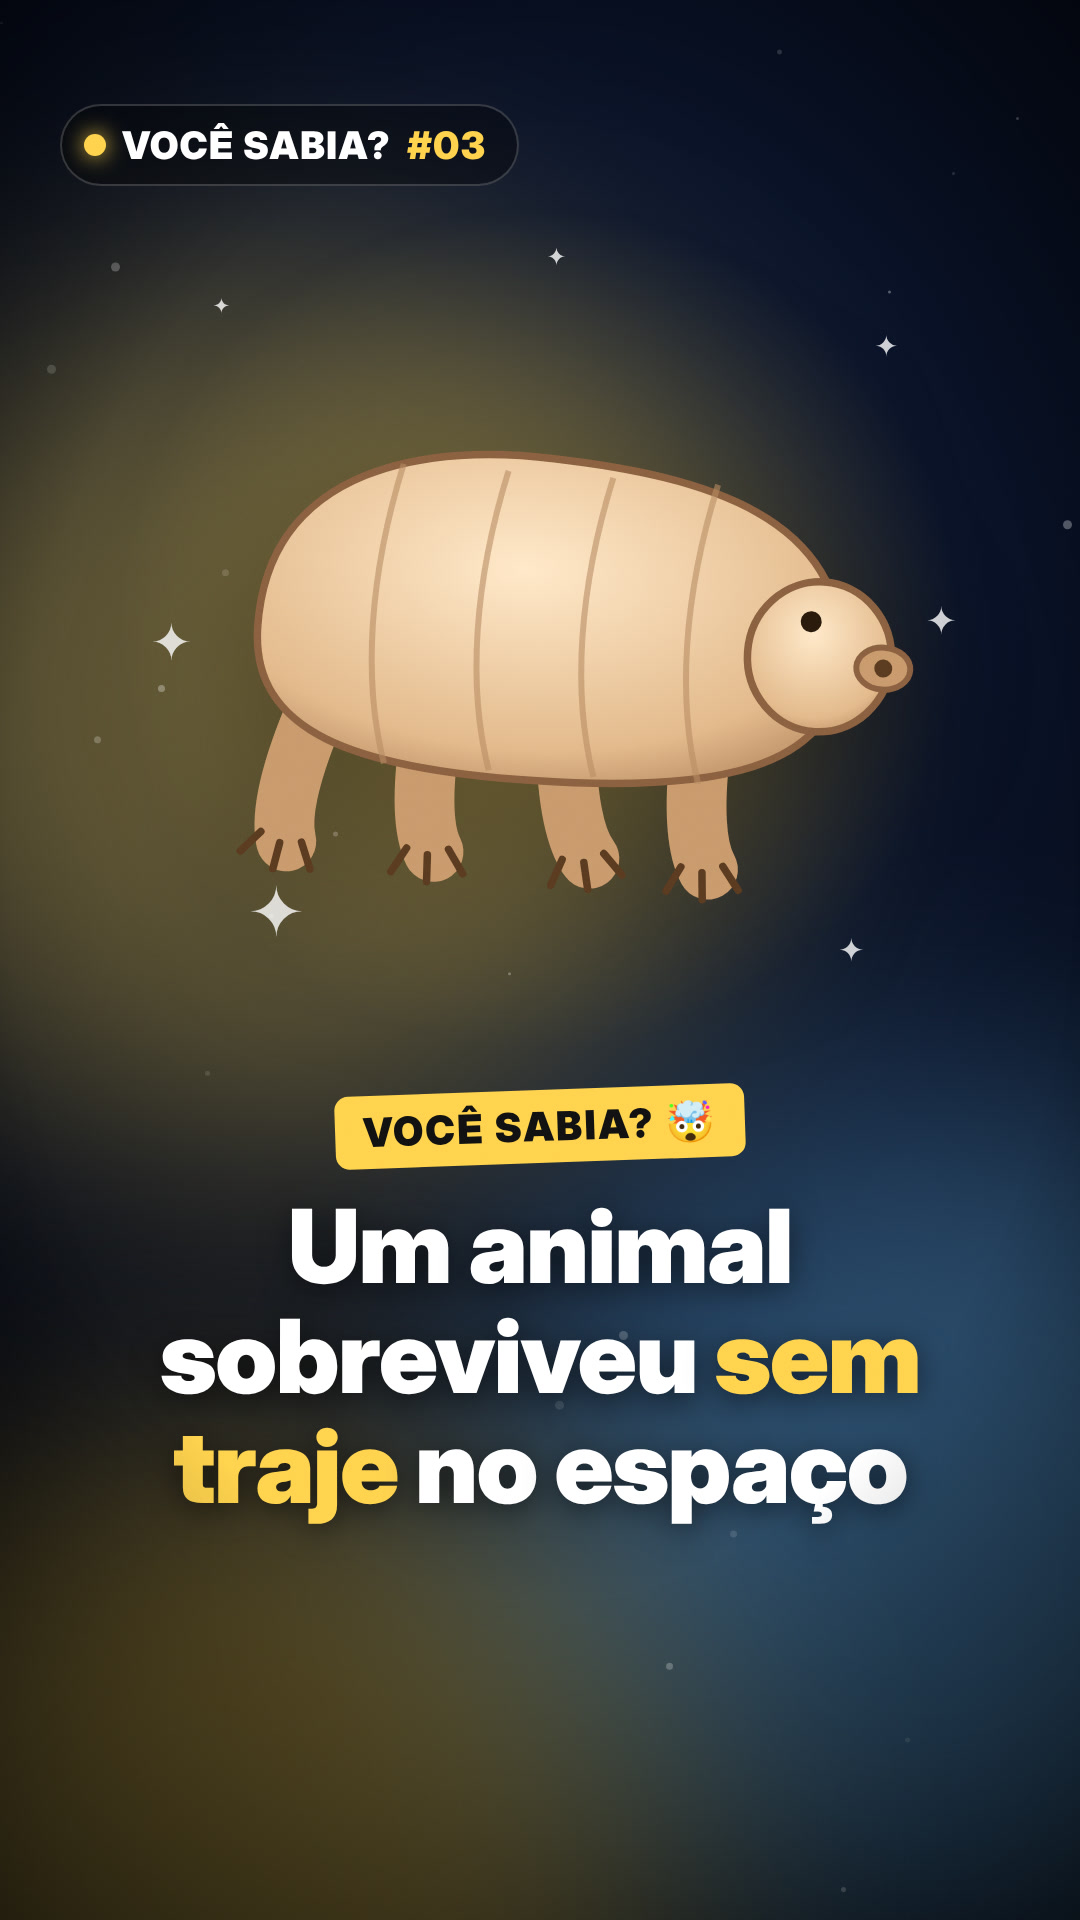 VOCÊ SABIA? #03
VOCÊ SABIA? 🤯
Um animal
sobreviveu sem
traje no espaço